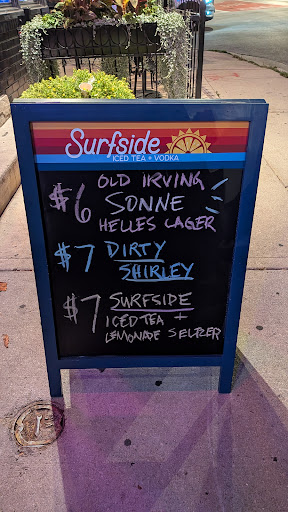 Surfside
ICED TEA + VODKA
$6 OLD IRVING
SONNE
HELLES LAGER
$7 DIRTY
SHIRLEY
$7 SURFSIDE
ICED TEA +
LEMONADE SELTZER